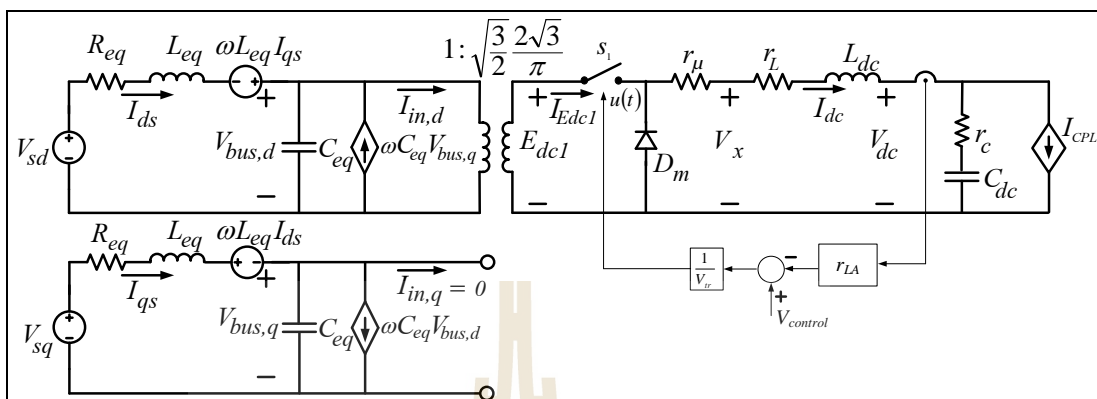 R_eq L_eq ωL_eq I_qs
1:√(3/2) 2√3/π
s_1 r_μ r_L L_dc
I_ds I_in,d I_Edc1 u(t) I_dc
V_sd + − V_bus,d C_eq ωC_eq V_bus,q E_dc1 D_m V_x V_dc r_c C_dc I_CPL
R_eq L_eq ωL_eq I_ds
I_qs I_in,q = 0
V_sq + − V_bus,q C_eq ωC_eq V_bus,d
1/V_tr − r_LA
+
V_control